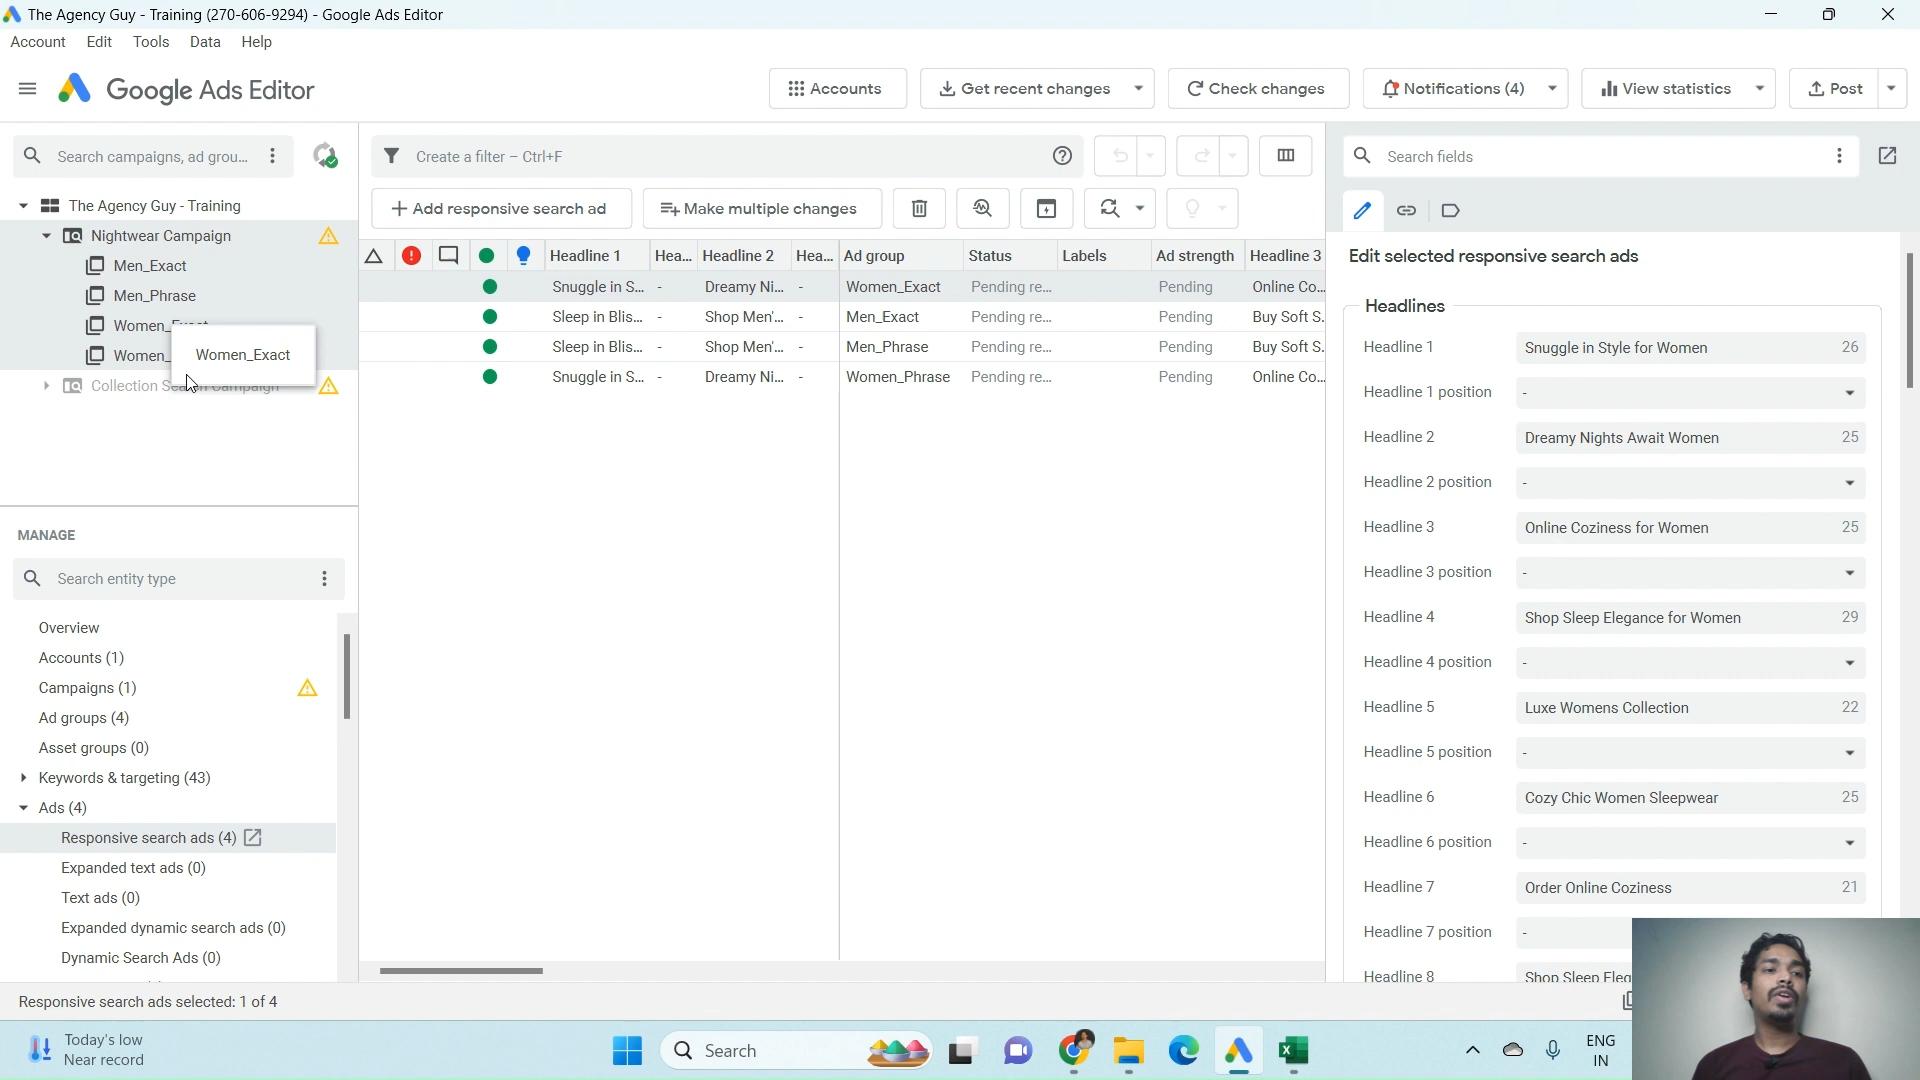 The Agency Guy - Training (270-606-9294) - Google Ads Editor
Account Edit Tools Data Help
Google Ads Editor
Accounts
Get recent changes
Check changes
Notifications (4)
View statistics
Post
Search campaigns, ad grou...
Create a filter – Ctrl+F
Search fields
The Agency Guy - Training
Nightwear Campaign
Men_Exact
Men_Phrase
Women_Exact
Women_
Women_Exact
Collection Search Campaign
+ Add responsive search ad
Make multiple changes
Headline 1 Hea... Headline 2 Hea... Ad group Status Labels Ad strength Headline 3
Snuggle in S... - Dreamy Ni... - Women_Exact Pending re... Pending Online Co...
Sleep in Blis... - Shop Men'... - Men_Exact Pending re... Pending Buy Soft S.
Sleep in Blis... - Shop Men'... - Men_Phrase Pending re... Pending Buy Soft S.
Snuggle in S... - Dreamy Ni... - Women_Phrase Pending re... Pending Online Co...
Edit selected responsive search ads
Headlines
Headline 1 Snuggle in Style for Women 26
Headline 1 position -
Headline 2 Dreamy Nights Await Women 25
Headline 2 position -
Headline 3 Online Coziness for Women 25
Headline 3 position -
Headline 4 Shop Sleep Elegance for Women 29
Headline 4 position -
Headline 5 Luxe Womens Collection 22
Headline 5 position -
Headline 6 Cozy Chic Women Sleepwear 25
Headline 6 position -
Headline 7 Order Online Coziness 21
Headline 7 position -
Headline 8 Shop Sleep Eleg
MANAGE
Search entity type
Overview
Accounts (1)
Campaigns (1)
Ad groups (4)
Asset groups (0)
Keywords & targeting (43)
Ads (4)
Responsive search ads (4)
Expanded text ads (0)
Text ads (0)
Expanded dynamic search ads (0)
Dynamic Search Ads (0)
Responsive search ads selected: 1 of 4
Today's low
Near record
Search
ENG
IN